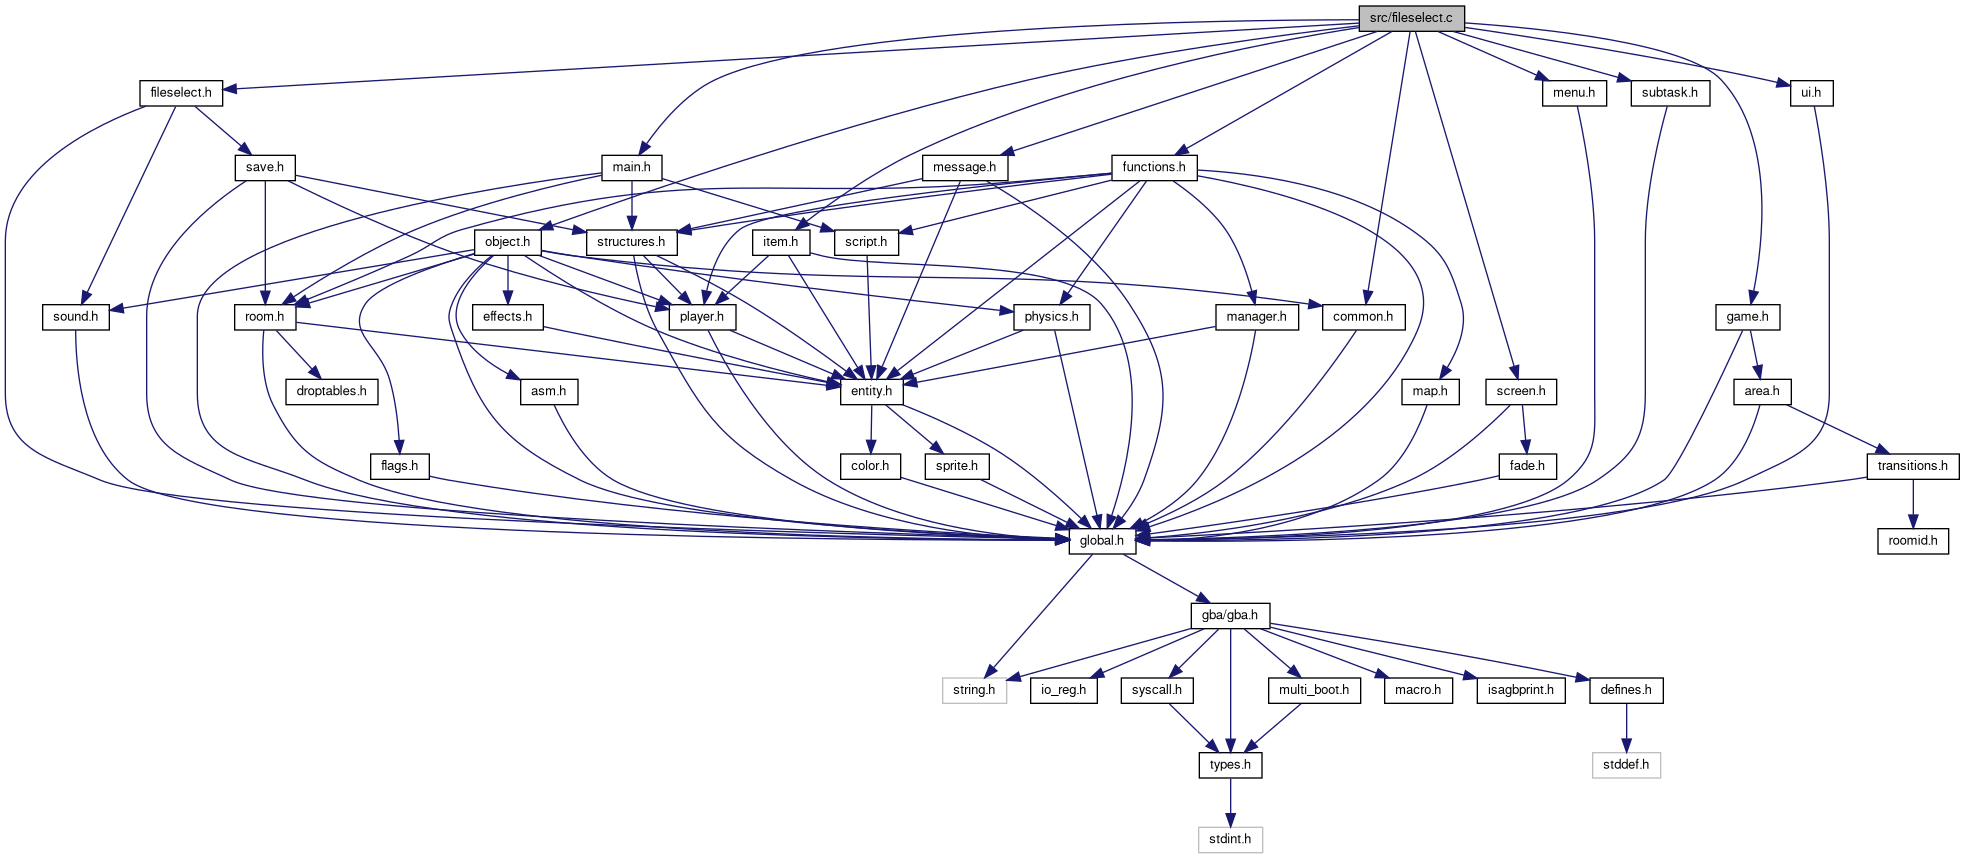 src/fileselect.c
fileselect.h
menu.h
subtask.h
ui.h
save.h
main.h
message.h
functions.h
object.h
structures.h
item.h
script.h
sound.h
room.h
effects.h
player.h
physics.h
manager.h
common.h
game.h
droptables.h
asm.h
entity.h
map.h
screen.h
area.h
flags.h
color.h
sprite.h
fade.h
transitions.h
global.h
roomid.h
gba/gba.h
string.h
io_reg.h
syscall.h
multi_boot.h
macro.h
isagbprint.h
defines.h
types.h
stddef.h
stdint.h